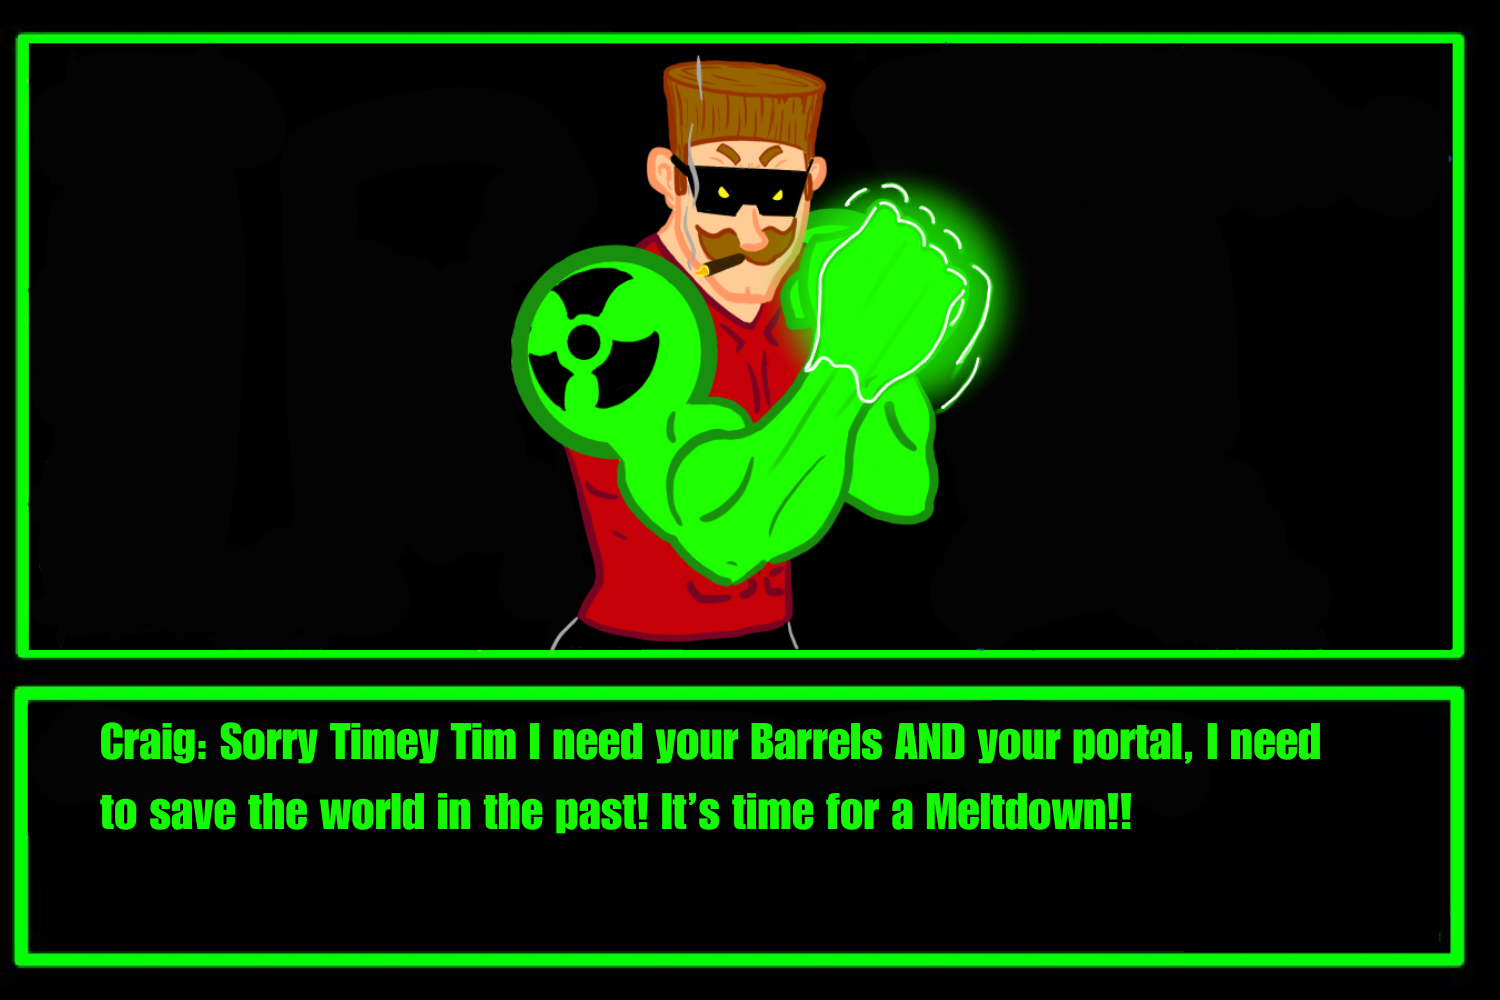 Craig: Sorry Timey Tim I need your Barrels AND your portal, I need
to save the world in the past! It’s time for a Meltdown!!